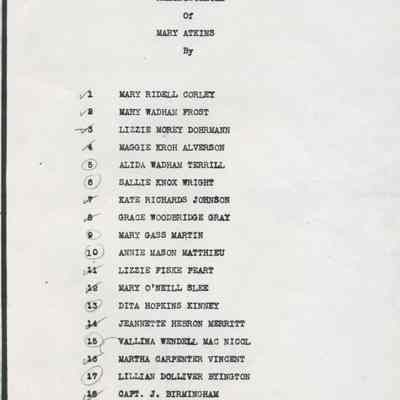 Of
MARY ATKINS
By
1 MARY RIDELL CORLEY
2 MARY WADHAM FROST
3 LIZZIE MOREY DOHRMANN
4 MAGGIE KROH ALVERSON
5 ALIDA WADHAM TERRILL
6 SALLIE KNOX WRIGHT
7 KATE RICHARDS JOHNSON
8 GRACE WOODBRIDGE GRAY
9 MARY GASS MARTIN
10 ANNIE MASON MATTHIEU
11 LIZZIE FISKE PEART
12 MARY O'NEILL SLEE
13 DITA HOPKINS KINNEY
14 JEANNETTE HEBRON MERRITT
15 VALLINA WENDELL MAC NICOL
16 MARTHA CARPENTER VINCENT
17 LILLIAN DOLLIVER BYINGTON
18 CAPT. J. BIRMINGHAM